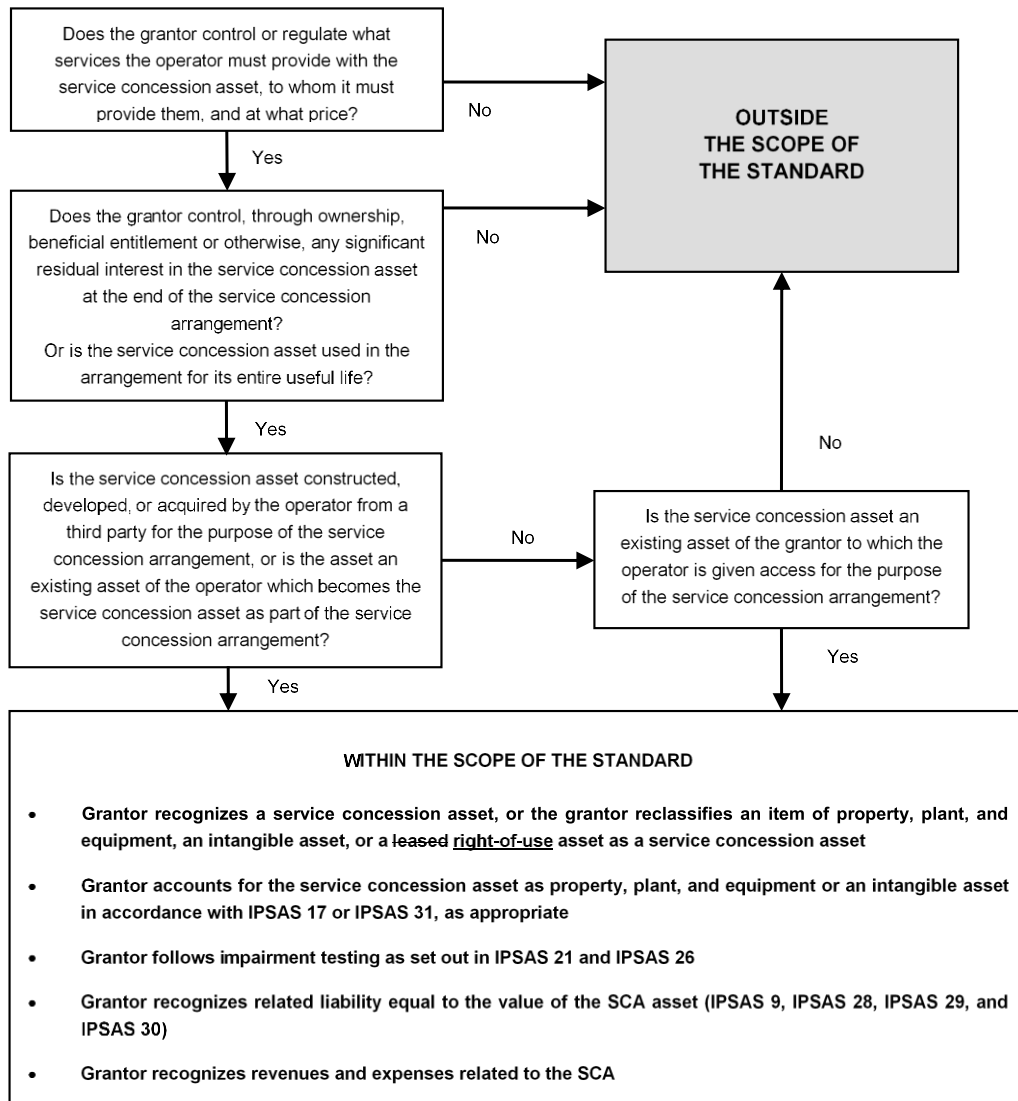 Does the grantor control or regulate what
services the operator must provide with the
service concession asset, to whom it must
provide them, and at what price?
No
OUTSIDE
THE SCOPE OF
THE STANDARD
Yes
Does the grantor control, through ownership,
beneficial entitlement or otherwise, any significant
residual interest in the service concession asset
at the end of the service concession
arrangement?
Or is the service concession asset used in the
arrangement for its entire useful life?
No
Yes
No
Is the service concession asset constructed,
developed, or acquired by the operator from a
third party for the purpose of the service
concession arrangement, or is the asset an
existing asset of the operator which becomes the
service concession asset as part of the service
concession arrangement?
No
Is the service concession asset an
existing asset of the grantor to which the
operator is given access for the purpose
of the service concession arrangement?
Yes
Yes
WITHIN THE SCOPE OF THE STANDARD
• Grantor recognizes a service concession asset, or the grantor reclassifies an item of property, plant, and
equipment, an intangible asset, or a leased right-of-use asset as a service concession asset
• Grantor accounts for the service concession asset as property, plant, and equipment or an intangible asset
in accordance with IPSAS 17 or IPSAS 31, as appropriate
• Grantor follows impairment testing as set out in IPSAS 21 and IPSAS 26
• Grantor recognizes related liability equal to the value of the SCA asset (IPSAS 9, IPSAS 28, IPSAS 29, and
IPSAS 30)
• Grantor recognizes revenues and expenses related to the SCA